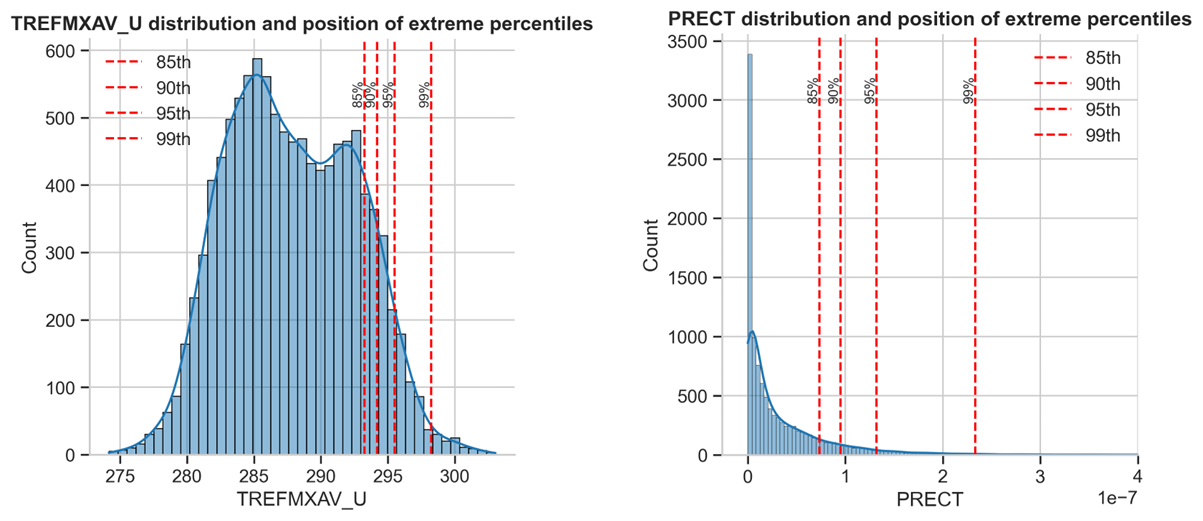 TREFMXAV_U distribution and position of extreme percentiles
85th
90th
95th
99th
85%
90%
95%
99%
600
500
400
300
200
100
0
Count
275 280 285 290 295 300
TREFMXAV_U
PRECT distribution and position of extreme percentiles
85th
90th
95th
99th
85%
90%
95%
99%
3500
3000
2500
2000
1500
1000
500
0
Count
0 1 2 3 4
1e−7
PRECT